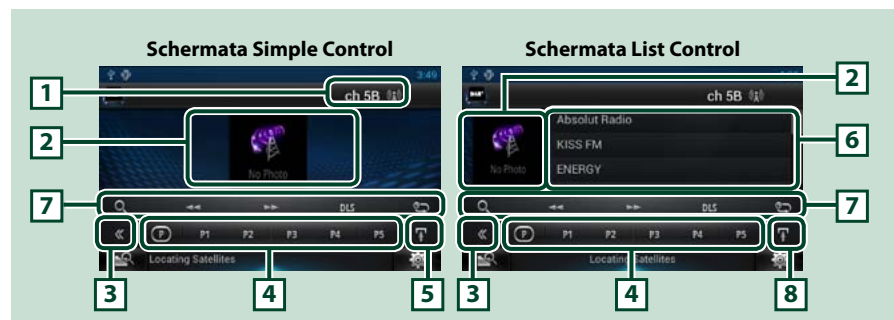 Schermata Simple Control
Schermata List Control
1
2
7
3
4
5
3:49
ch 5B
No Photo
DLS
P
P1
P2
P3
P4
P5
Locating Satellites
2
6
7
3
4
8
ch 5B
No Photo
Absolut Radio
KISS FM
ENERGY
DLS
P
P1
P2
P3
P4
P5
Locating Satellites